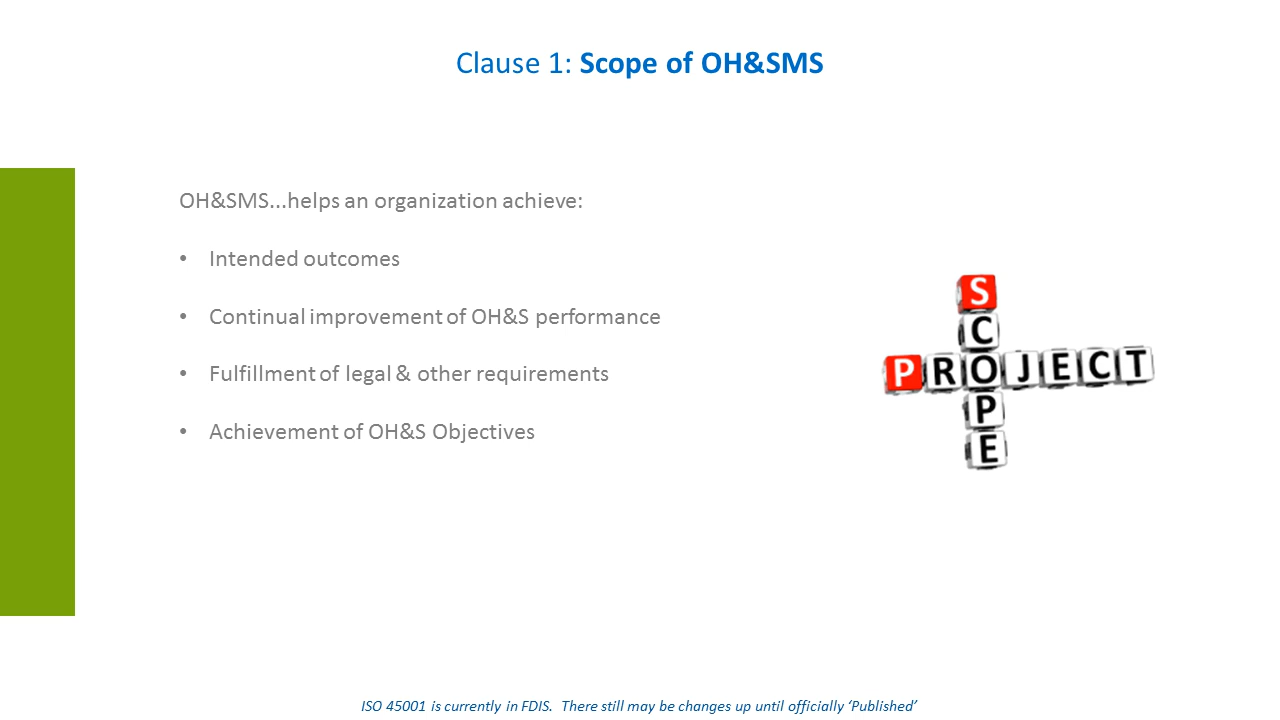 Clause 1: Scope of OH&SMS
OH&SMS...helps an organization achieve:
• Intended outcomes
• Continual improvement of OH&S performance
• Fulfillment of legal & other requirements
• Achievement of OH&S Objectives
SCOPE
PROJECT
ISO 45001 is currently in FDIS. There still may be changes up until officially ‘Published’